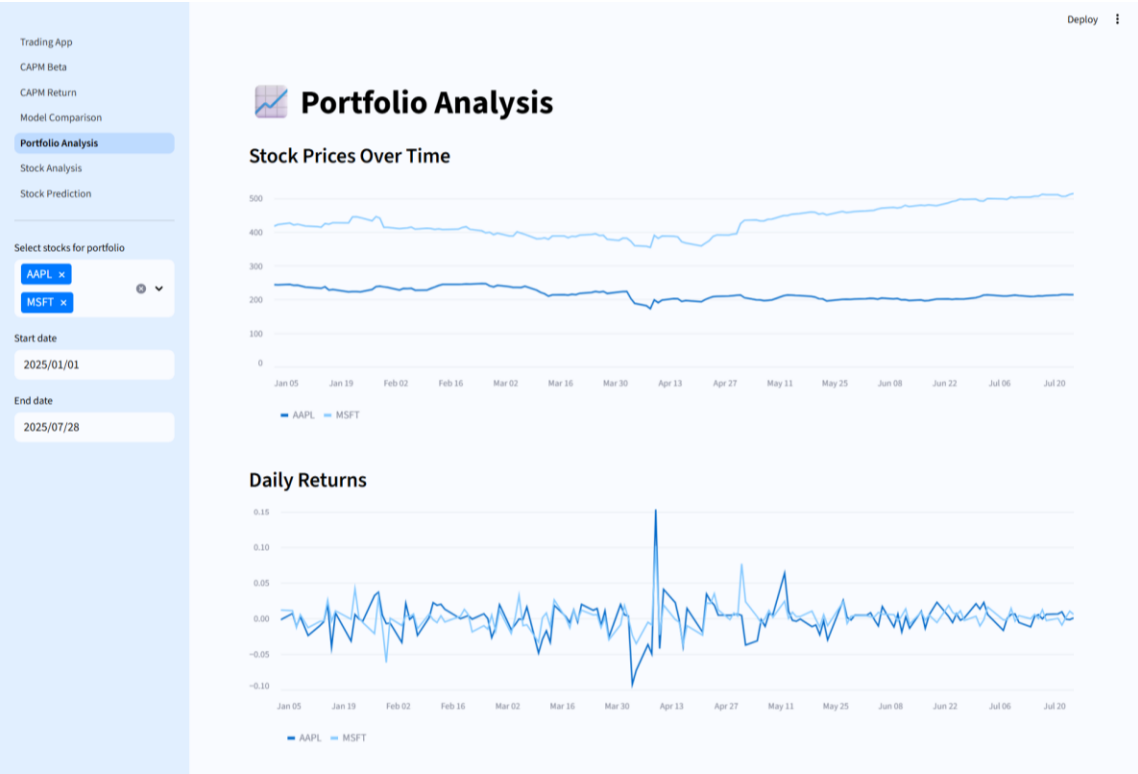 Deploy
Trading App
CAPM Beta
CAPM Return
Model Comparison
Portfolio Analysis
Stock Analysis
Stock Prediction
Select stocks for portfolio
AAPL ×
MSFT ×
Start date
2025/01/01
End date
2025/07/28
Portfolio Analysis
Stock Prices Over Time
500
400
300
200
100
0
Jan 05 Jan 19 Feb 02 Feb 16 Mar 02 Mar 16 Mar 30 Apr 13 Apr 27 May 11 May 25 Jun 08 Jun 22 Jul 06 Jul 20
AAPL MSFT
Daily Returns
0.15
0.10
0.05
0.00
−0.05
−0.10
Jan 05 Jan 19 Feb 02 Feb 16 Mar 02 Mar 16 Mar 30 Apr 13 Apr 27 May 11 May 25 Jun 08 Jun 22 Jul 06 Jul 20
AAPL MSFT